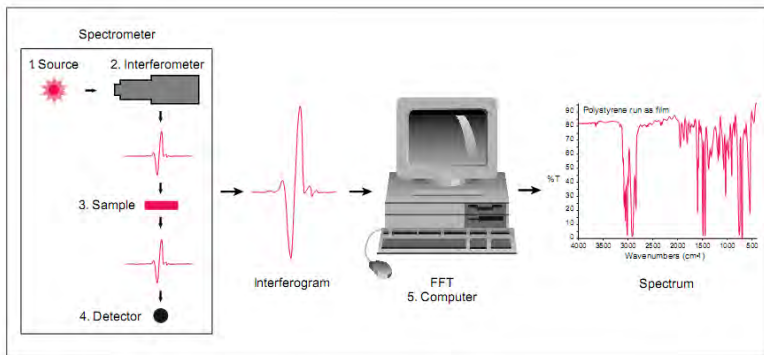 Spectrometer
1 Source
2. Interferometer
3. Sample
4. Detector
Interferogram
FFT
5. Computer
Polystyrene run as film
%T
90
80
70
60
50
40
30
20
10
0
4000 3500 3000 2500 2000 1500 1000 500
Wavenumbers (cm-1)
Spectrum